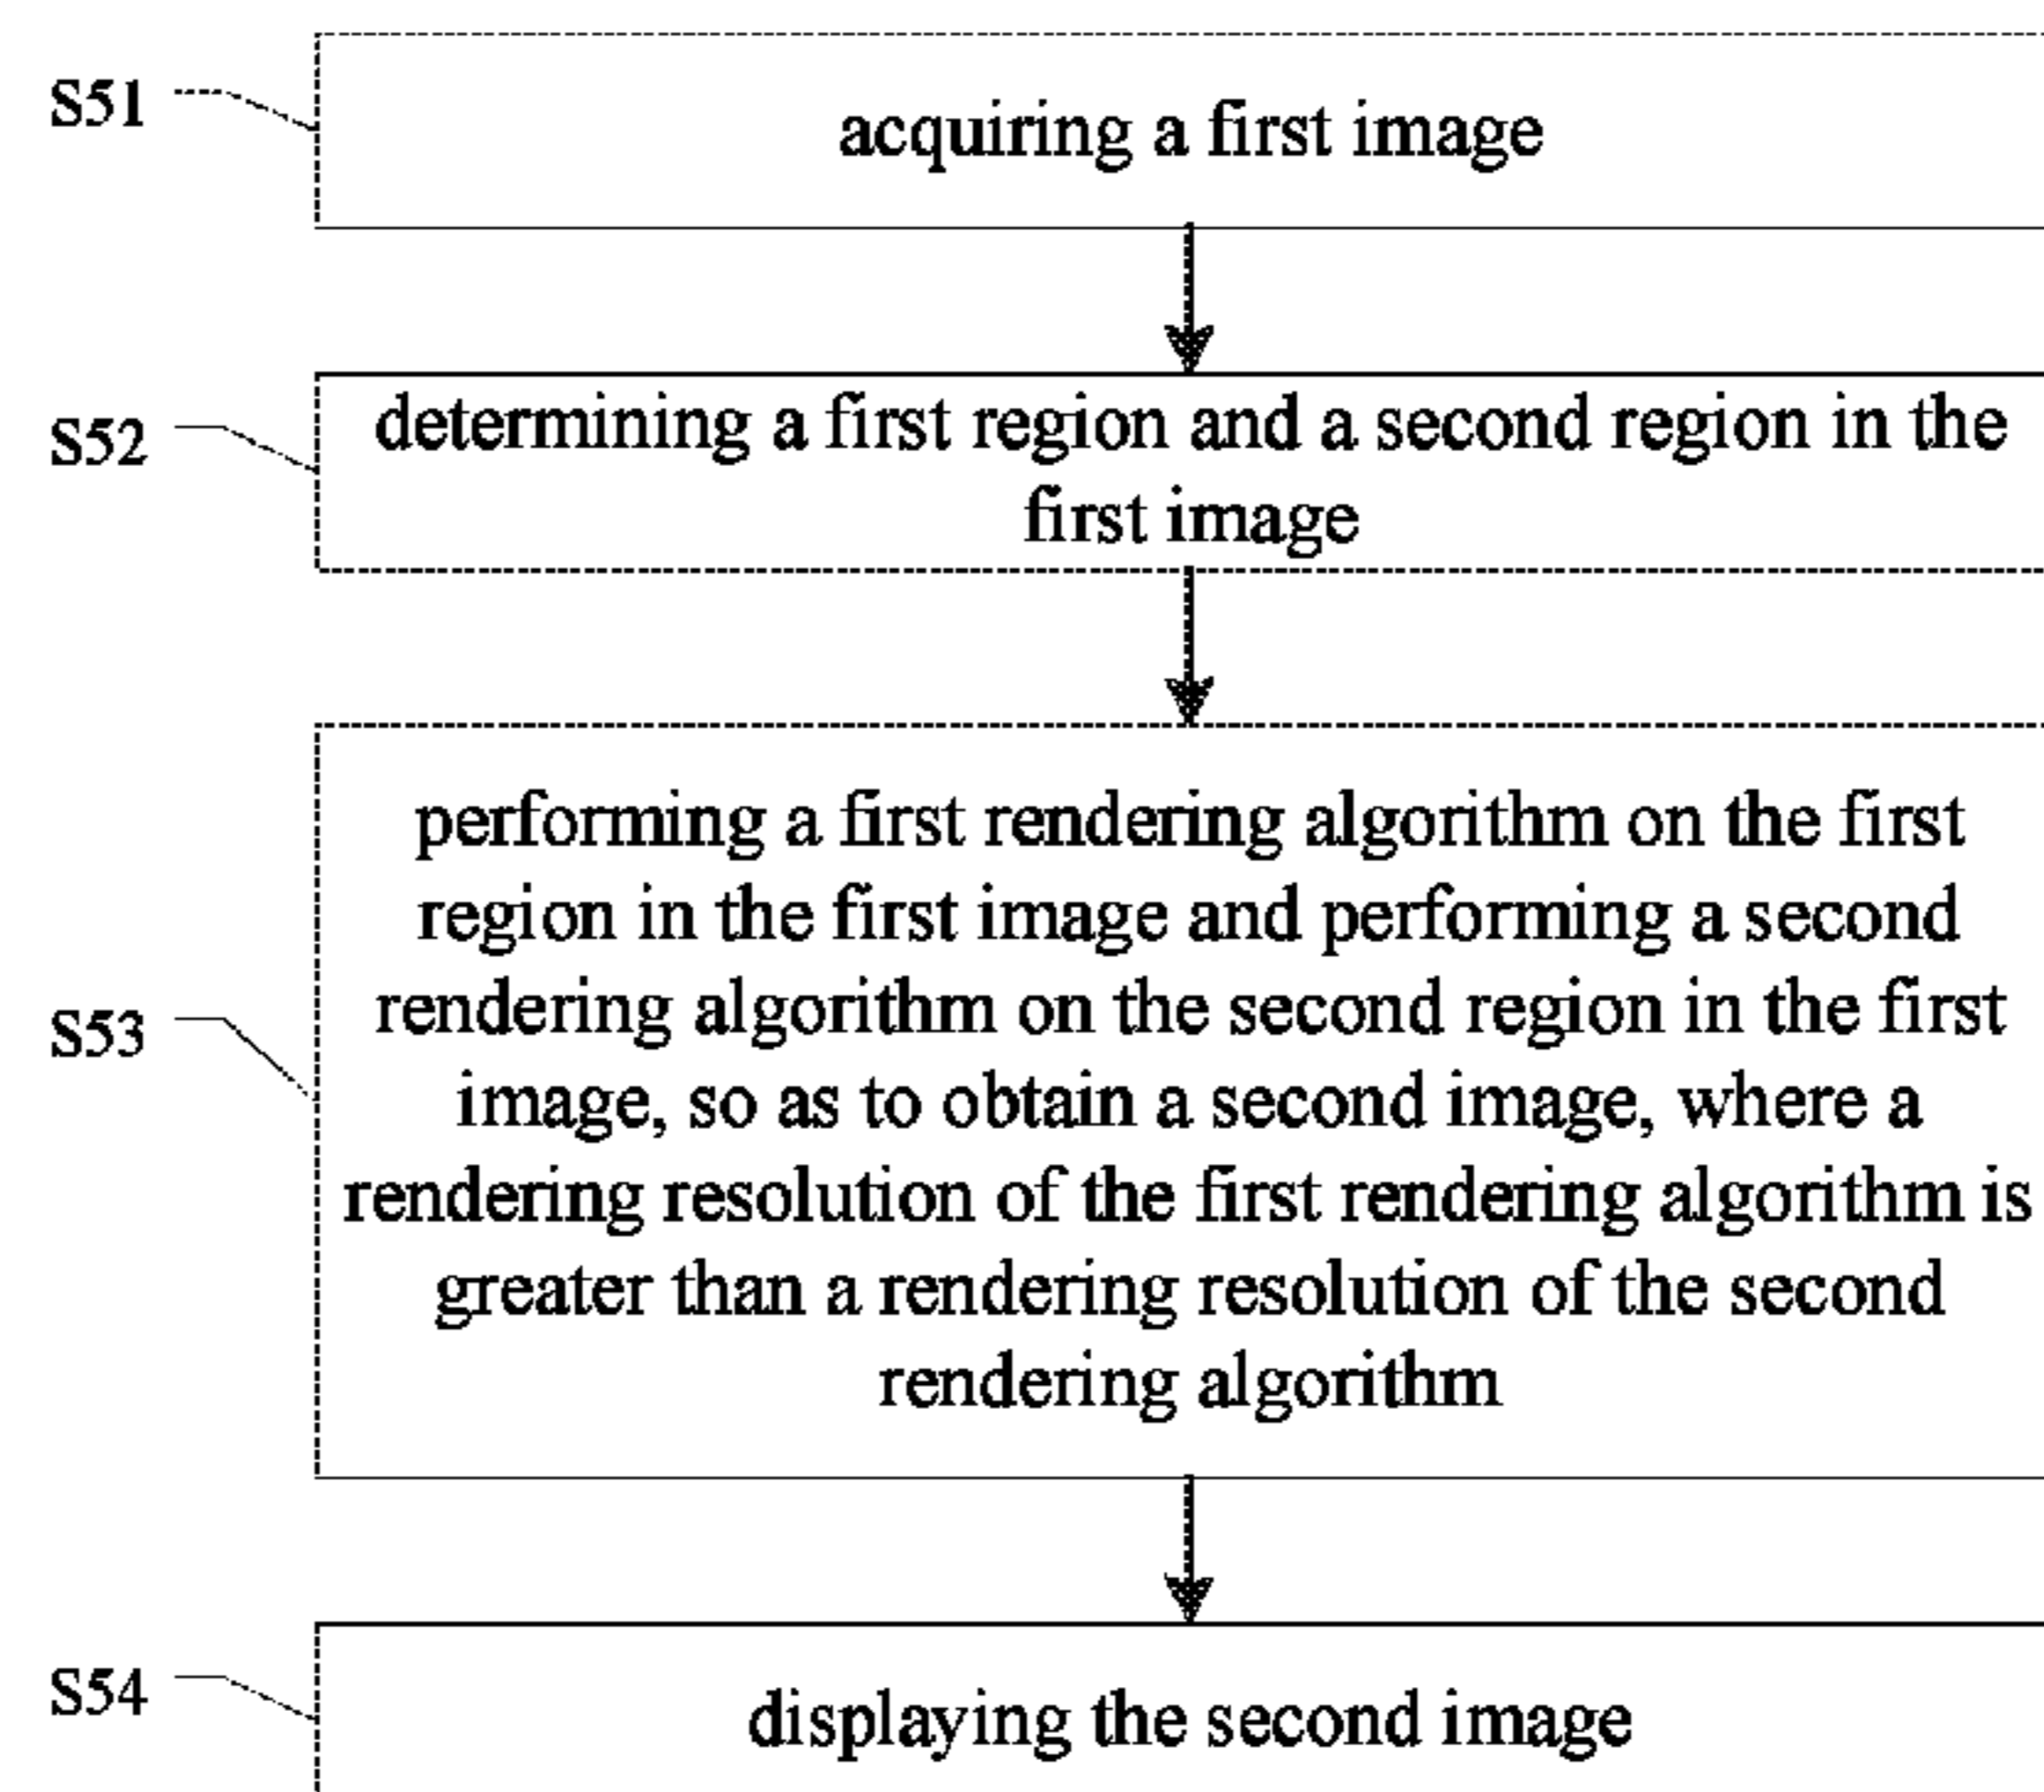 S51
acquiring a first image
S52
determining a first region and a second region in the
first image
S53
performing a first rendering algorithm on the first
region in the first image and performing a second
rendering algorithm on the second region in the first
image, so as to obtain a second image, where a
rendering resolution of the first rendering algorithm is
greater than a rendering resolution of the second
rendering algorithm
S54
displaying the second image